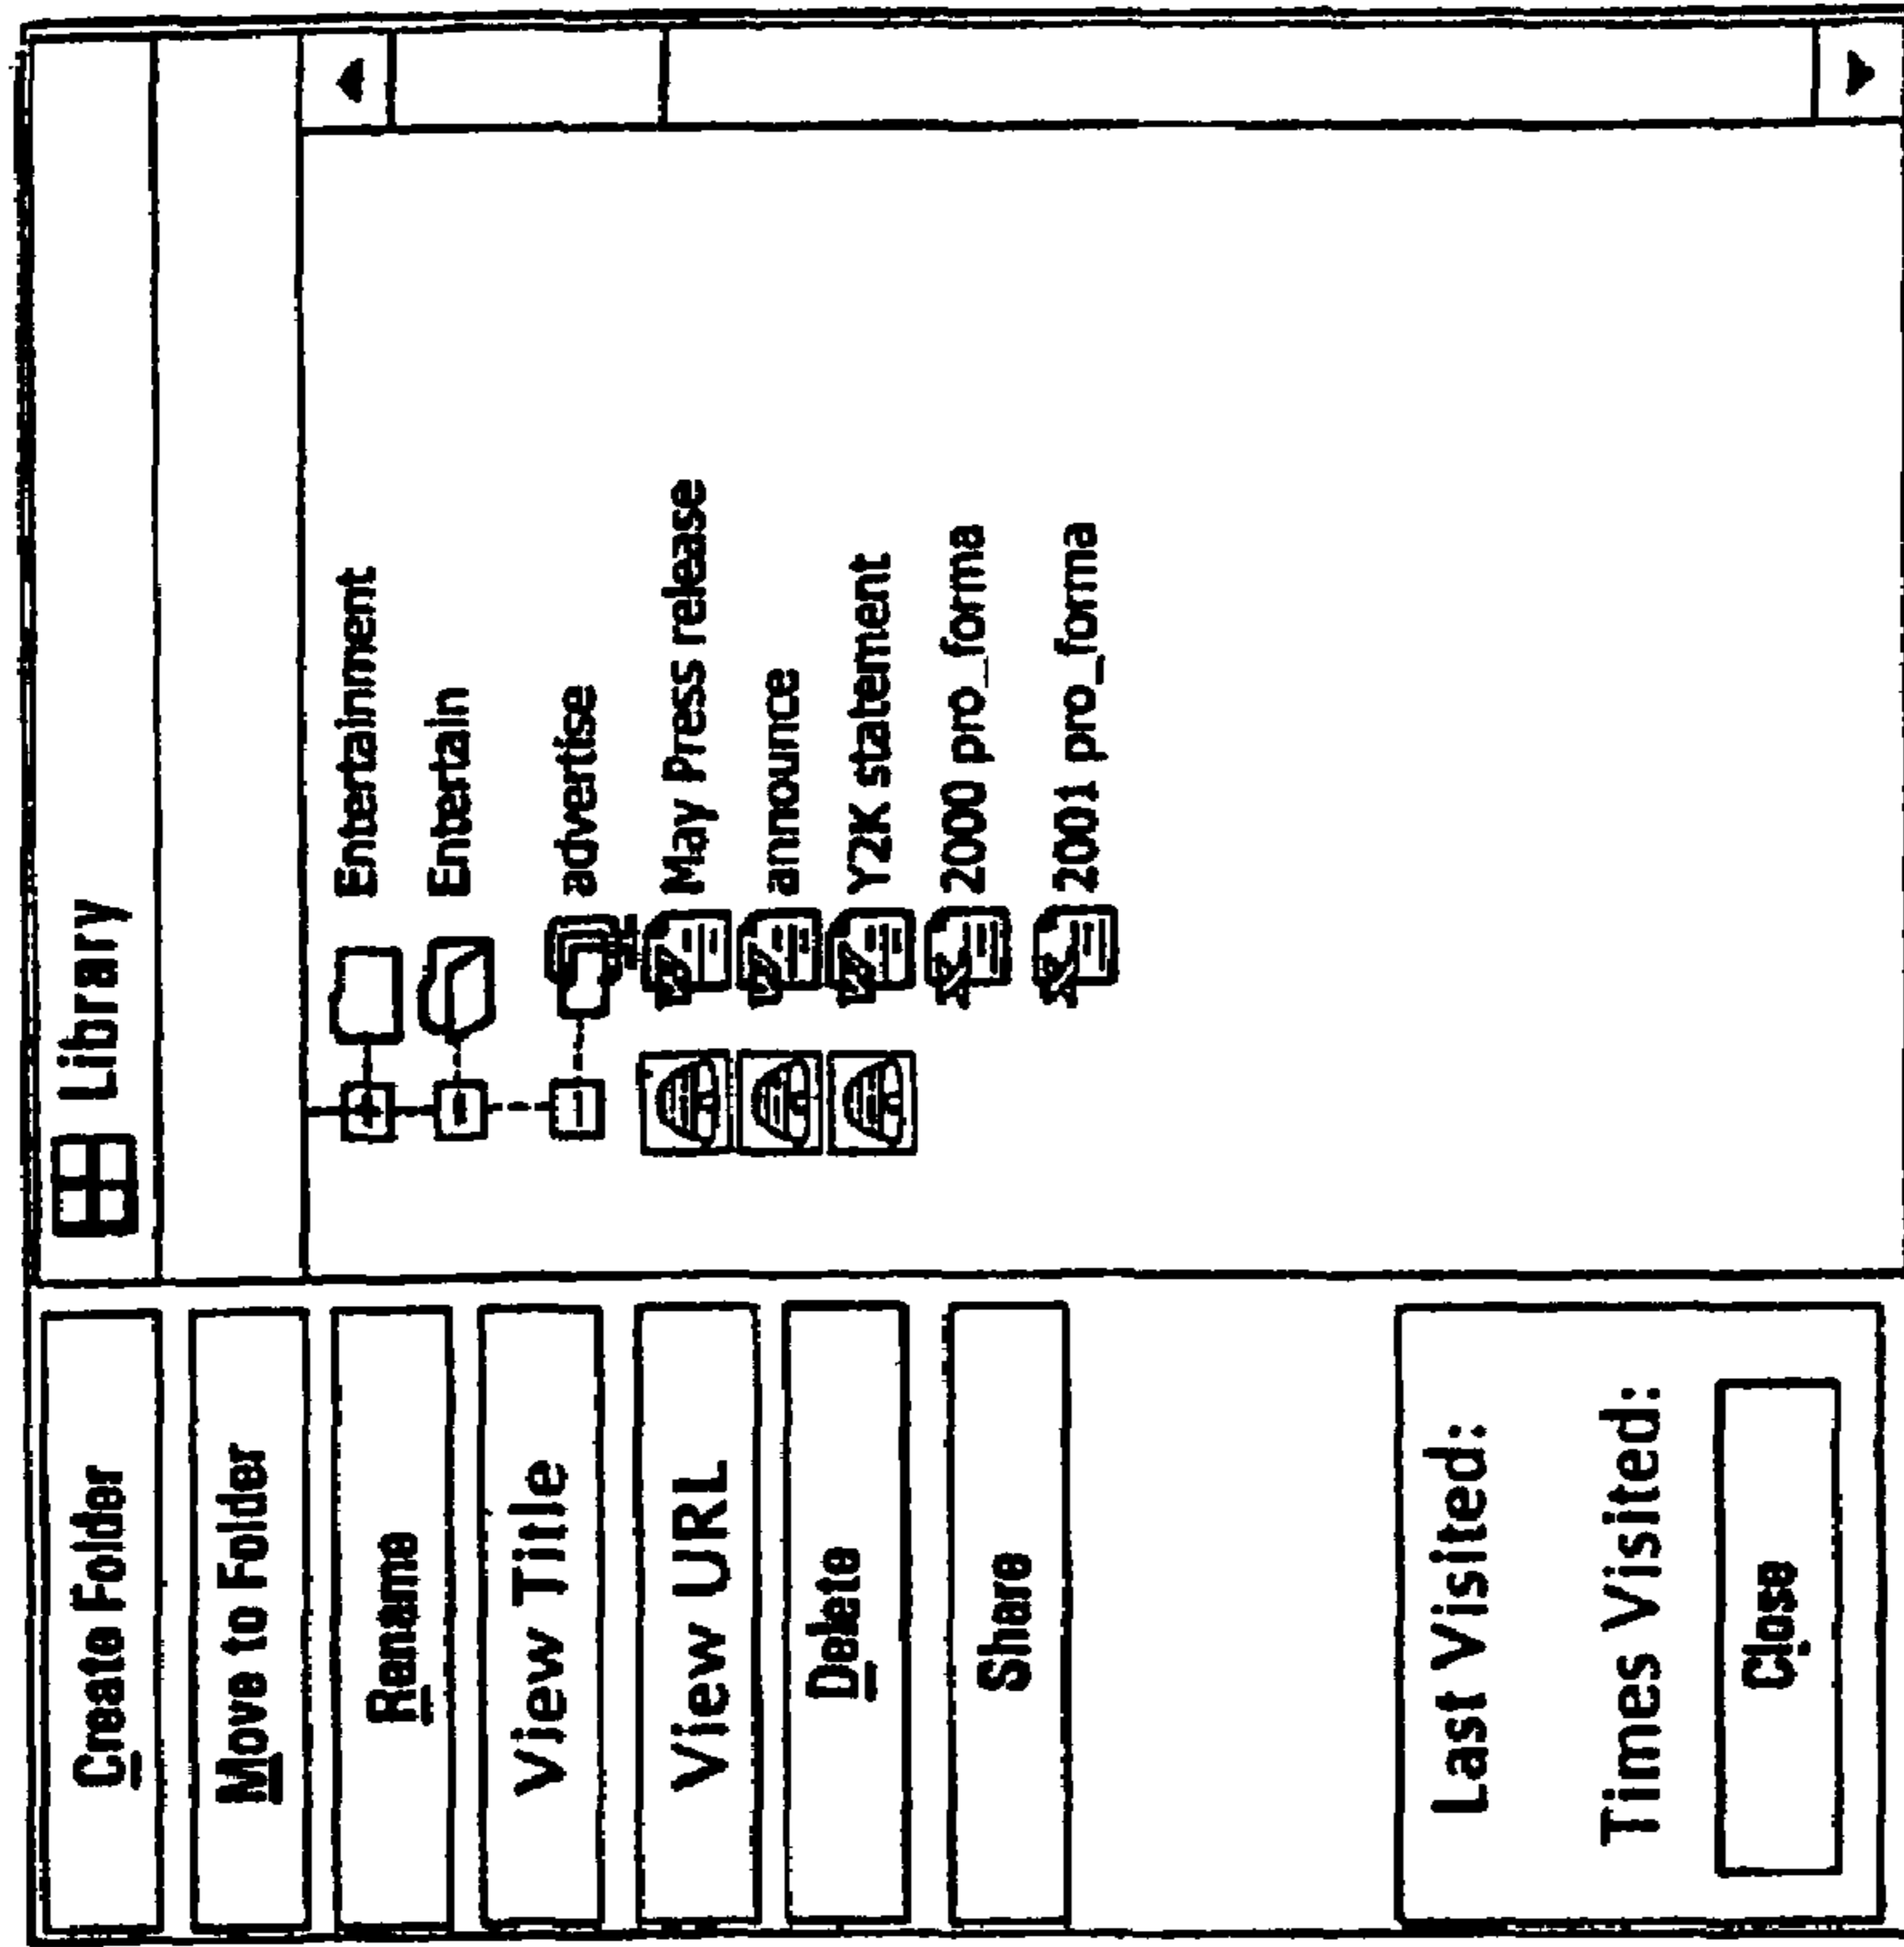 Create Folder
Move to Folder
Rename
View Title
View URL
Delete
Share
Last Visited:
Times Visited:
Close
Library
Entertainment
Entertain
advertise
May Press release
announce
Y2K statement
2000 pro_forma
2001 pro_forma